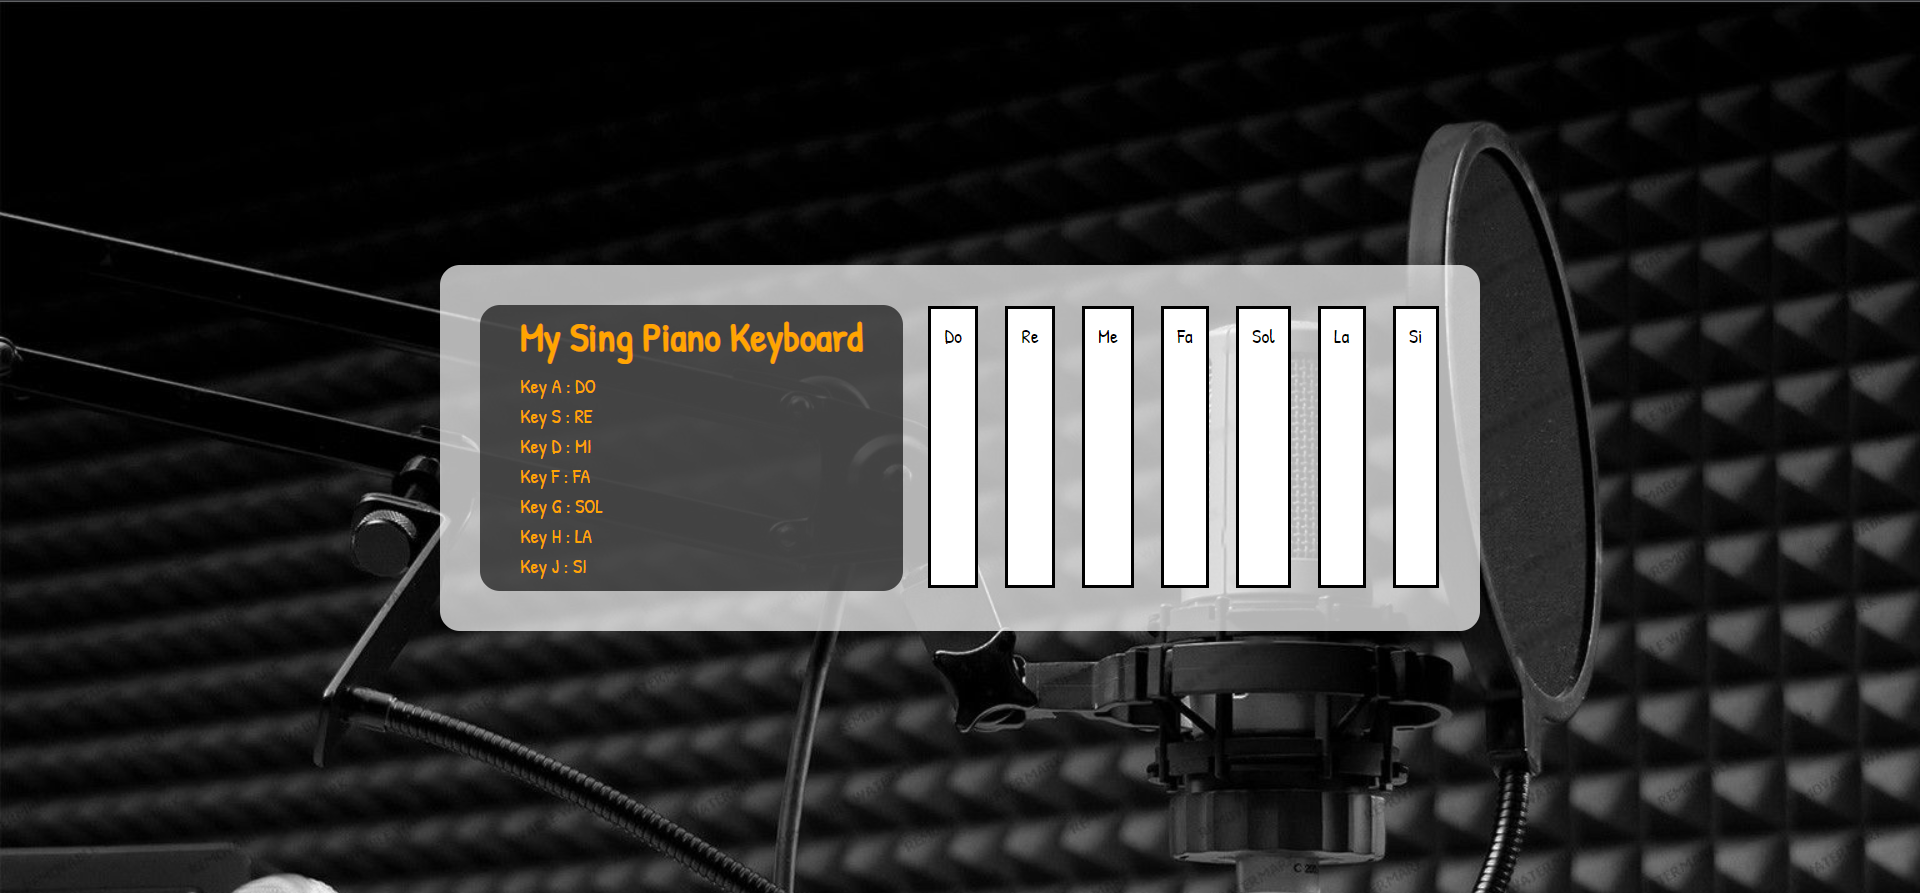 My Sing Piano Keyboard
Key A : DO
Key S : RE
Key D : MI
Key F : FA
Key G : SOL
Key H : LA
Key J : SI
Do Re Me Fa Sol La Si